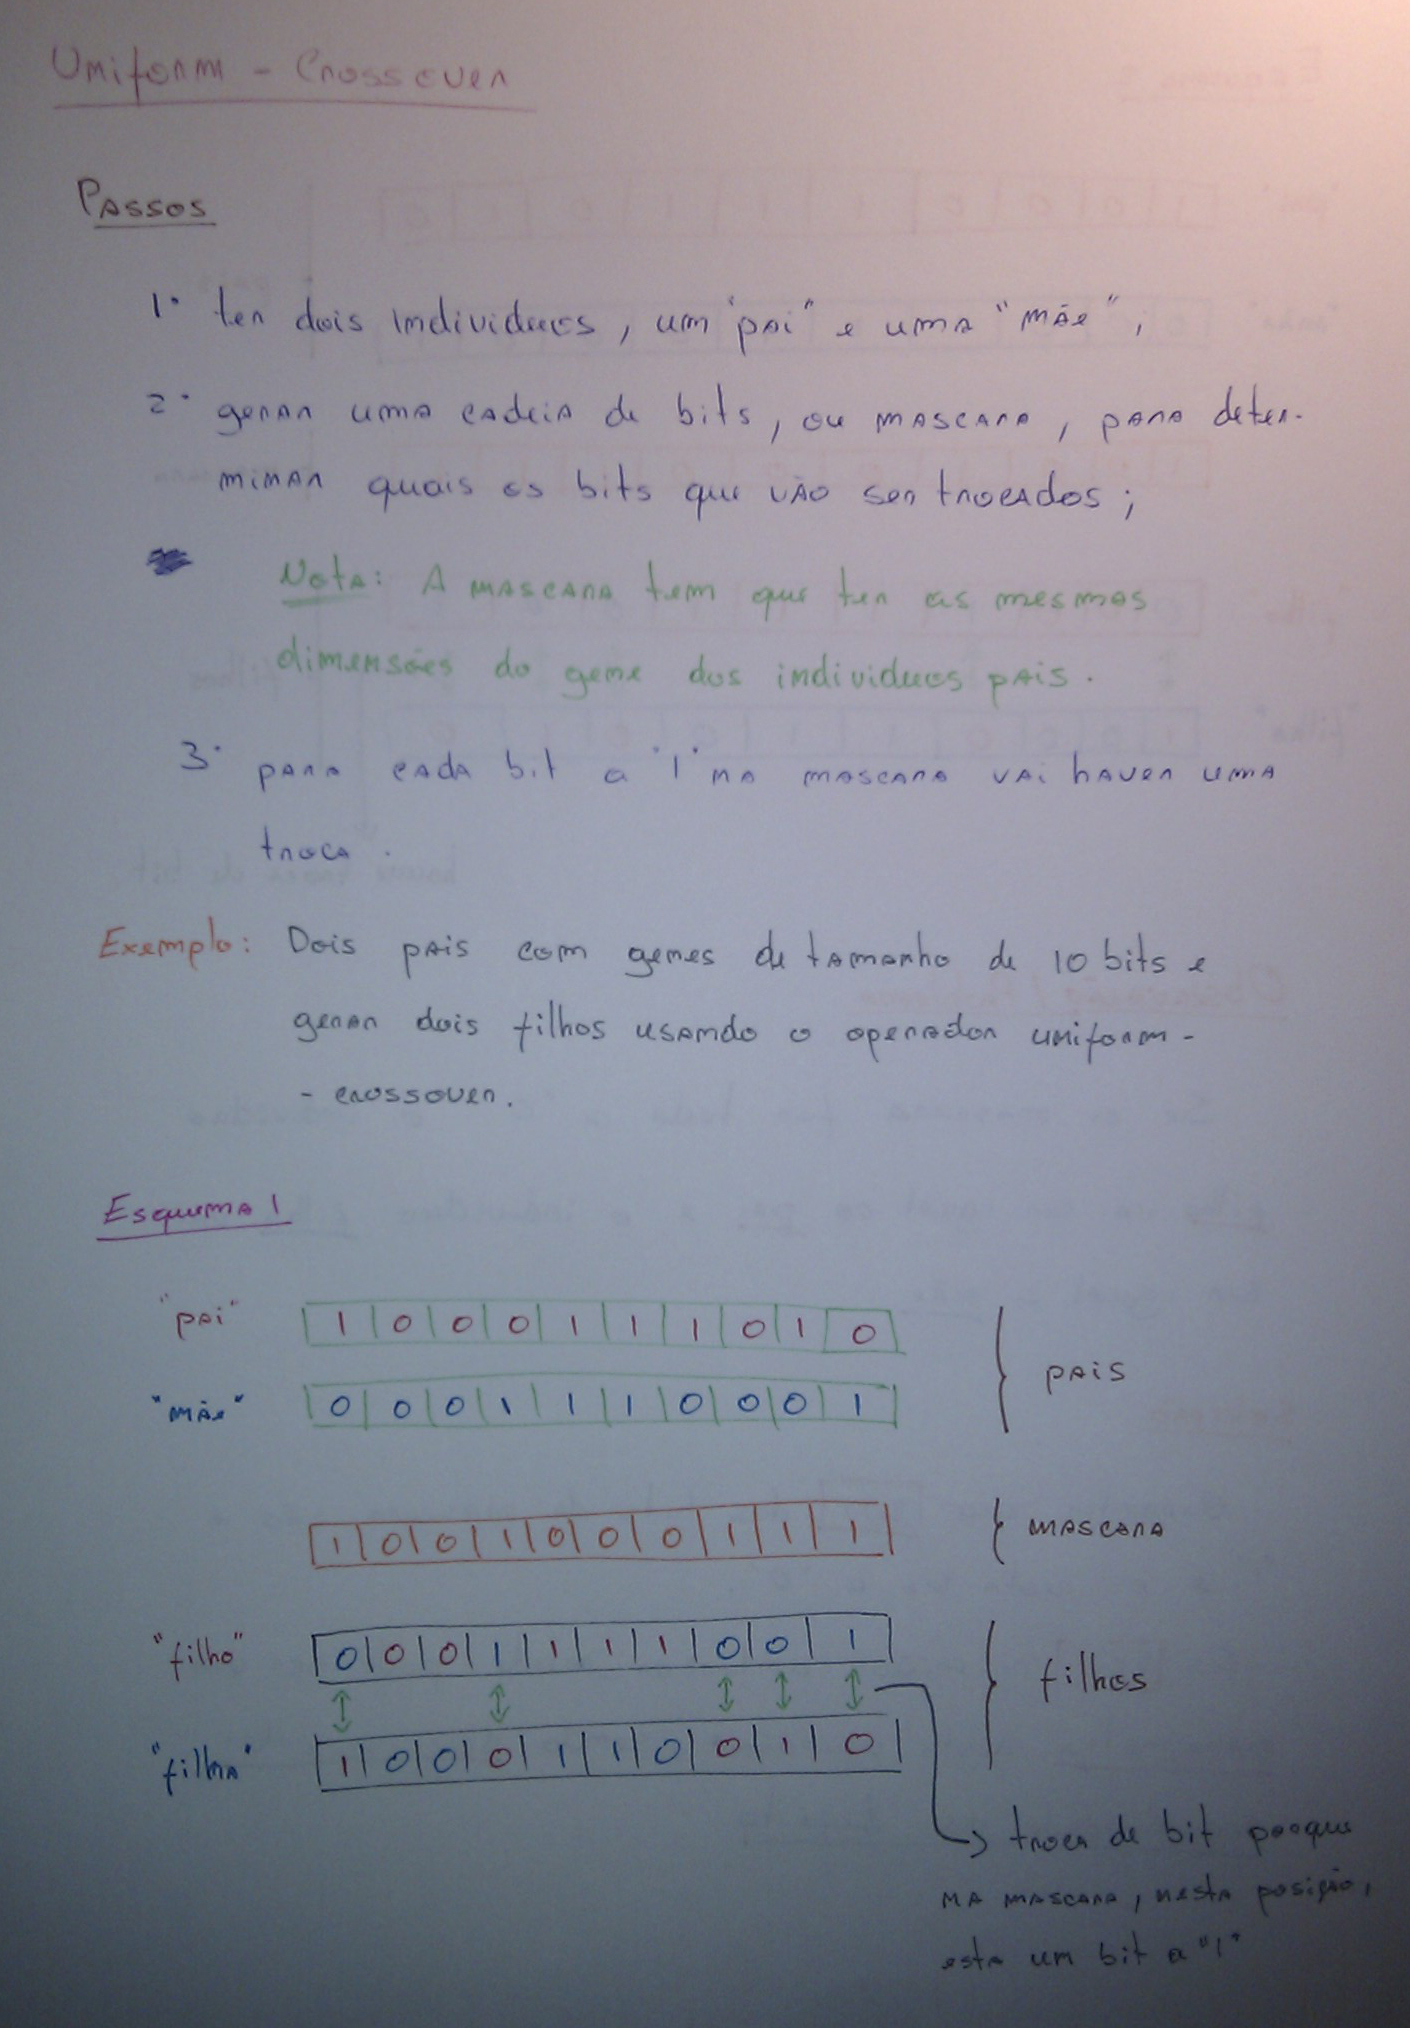 Uniform - Crossover
Passos
1º ter dois individuos, um "pai" e uma "mãe",
2º gerar uma cadeia de bits, ou mascara, para deter-
minar quais os bits que vão ser trocados;
Nota: A mascara tem que ter as mesmas
dimensões do gene dos individuos pais.
3º para cada bit a "1" na mascara vai haver uma
troca.
Exemplo: Dois pais com genes de tamanho de 10 bits e
gerar dois filhos usando o operador uniform-
- crossover.
Esquema 1
"pai" 1 0 0 0 1 1 1 0 1 0
pais
"mãe" 0 0 0 1 1 1 0 0 0 1
1 0 0 1 0 0 0 1 1 1 mascara
"filho" 0 0 0 1 1 1 1 0 0 1
filhos
"filha" 1 0 0 0 1 1 0 0 1 0
troca de bit porque
na mascara, nesta posição,
esta um bit a "1"